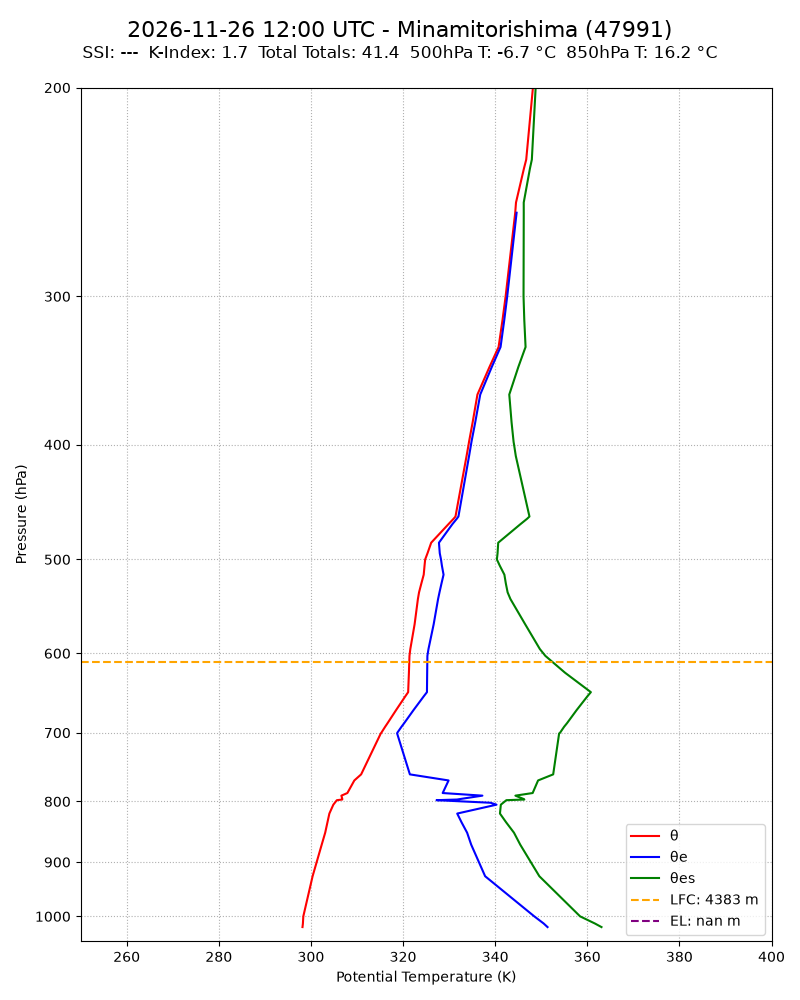 2026-11-26 12:00 UTC - Minamitorishima (47991)
SSI: --- K-Index: 1.7 Total Totals: 41.4 500hPa T: -6.7 °C 850hPa T: 16.2 °C
200
300
400
500
600
700
800
900
1000
Pressure (hPa)
260
280
300
320
340
360
380
400
Potential Temperature (K)
θ
θe
θes
LFC: 4383 m
EL: nan m